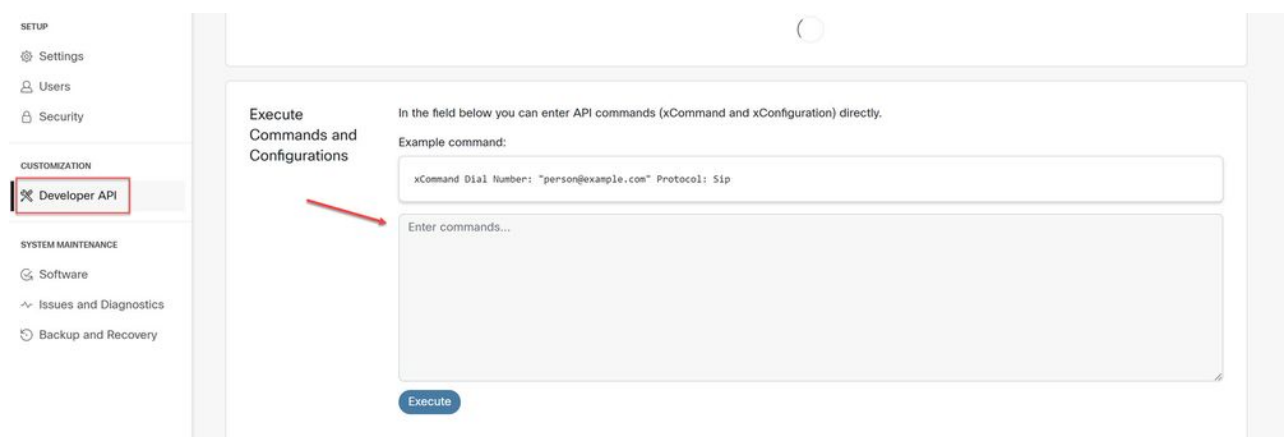 SETUP
Settings
Users
Security
CUSTOMIZATION
Developer API
SYSTEM MAINTENANCE
Software
Issues and Diagnostics
Backup and Recovery
Execute
Commands and
Configurations
In the field below you can enter API commands (xCommand and xConfiguration) directly.
Example command:
xCommand Dial Number: "person@example.com" Protocol: Sip
Enter commands...
Execute